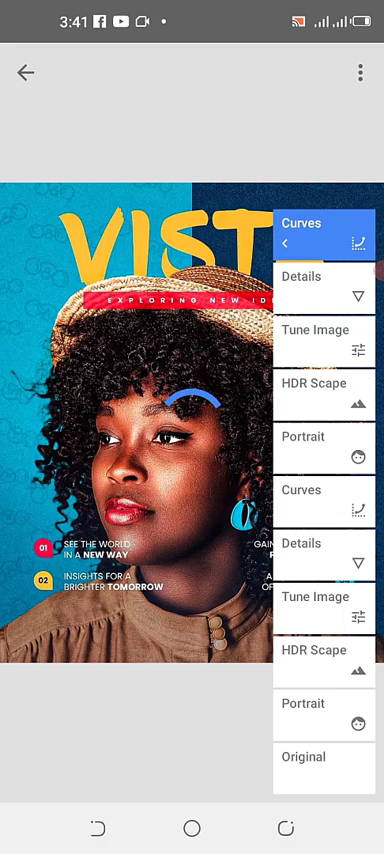 3:41
Curves
Details
Tune Image
HDR Scape
Portrait
Curves
Details
Tune Image
HDR Scape
Portrait
Original
VIST
EXPLORING NEW
01 SEE THE WORLD
IN A NEW WAY
02 INSIGHTS FOR A
BRIGHTER TOMORROW